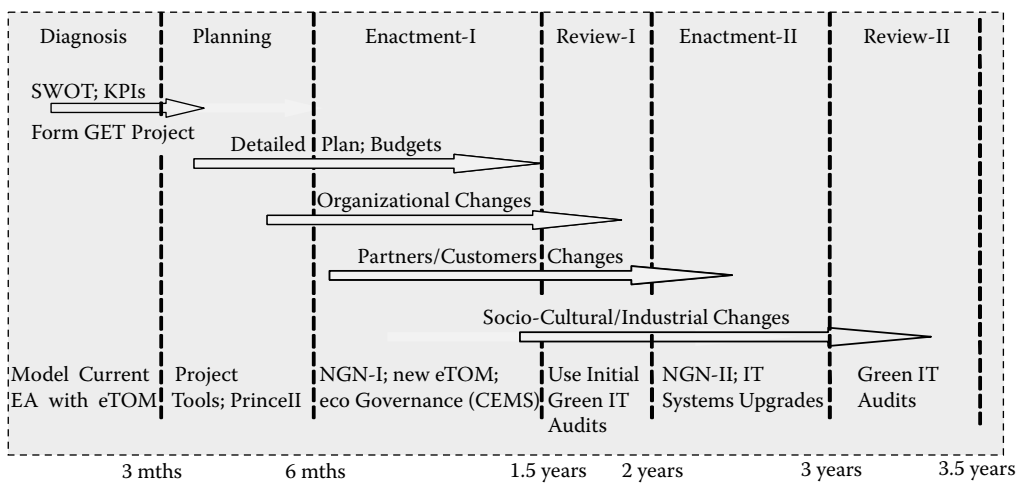 Diagnosis
Planning
Enactment-I
Review-I
Enactment-II
Review-II
SWOT; KPIs
Form GET Project
Detailed Plan; Budgets
Organizational Changes
Partners/Customers Changes
Socio-Cultural/Industrial Changes
Model Current
EA with eTOM
Project
Tools; PrinceII
NGN-I; new eTOM;
eco Governance (CEMS)
Use Initial
Green IT
Audits
NGN-II; IT
Systems Upgrades
Green IT
Audits
3 mths
6 mths
1.5 years
2 years
3 years
3.5 years